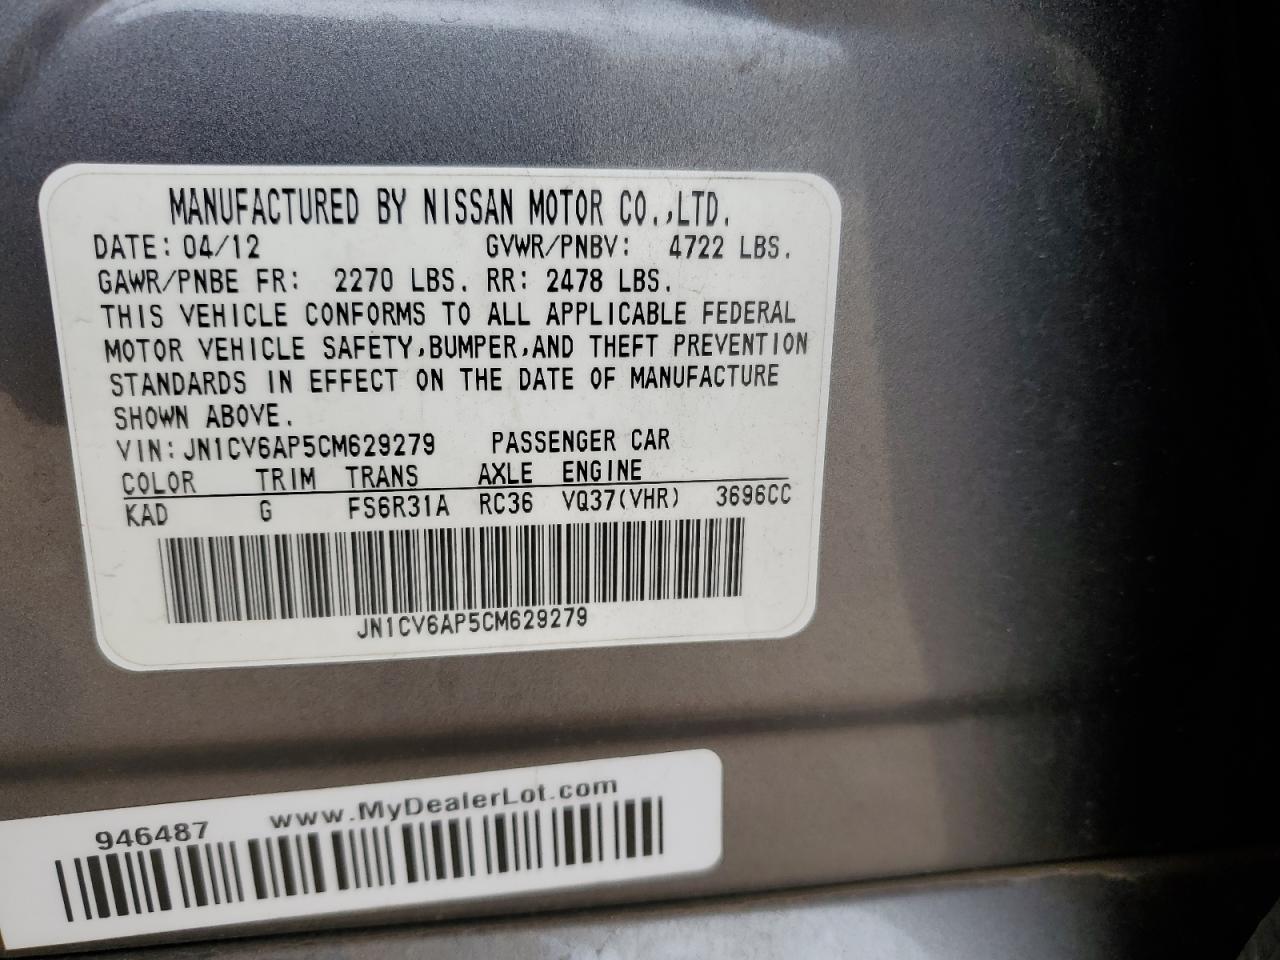 MANUFACTURED BY NISSAN MOTOR CO.,LTD.
DATE: 04/12 GVWR/PNBV: 4722 LBS.
GAWR/PNBE FR: 2270 LBS. RR: 2478 LBS.
THIS VEHICLE CONFORMS TO ALL APPLICABLE FEDERAL
MOTOR VEHICLE SAFETY,BUMPER,AND THEFT PREVENTION
STANDARDS IN EFFECT ON THE DATE OF MANUFACTURE
SHOWN ABOVE.
VIN:JN1CV6AP5CM629279 PASSENGER CAR
COLOR TRIM TRANS AXLE ENGINE
KAD G FS6R31A RC36 VQ37(VHR) 3696CC
JN1CV6AP5CM629279
946487 www.MyDealerLot.com